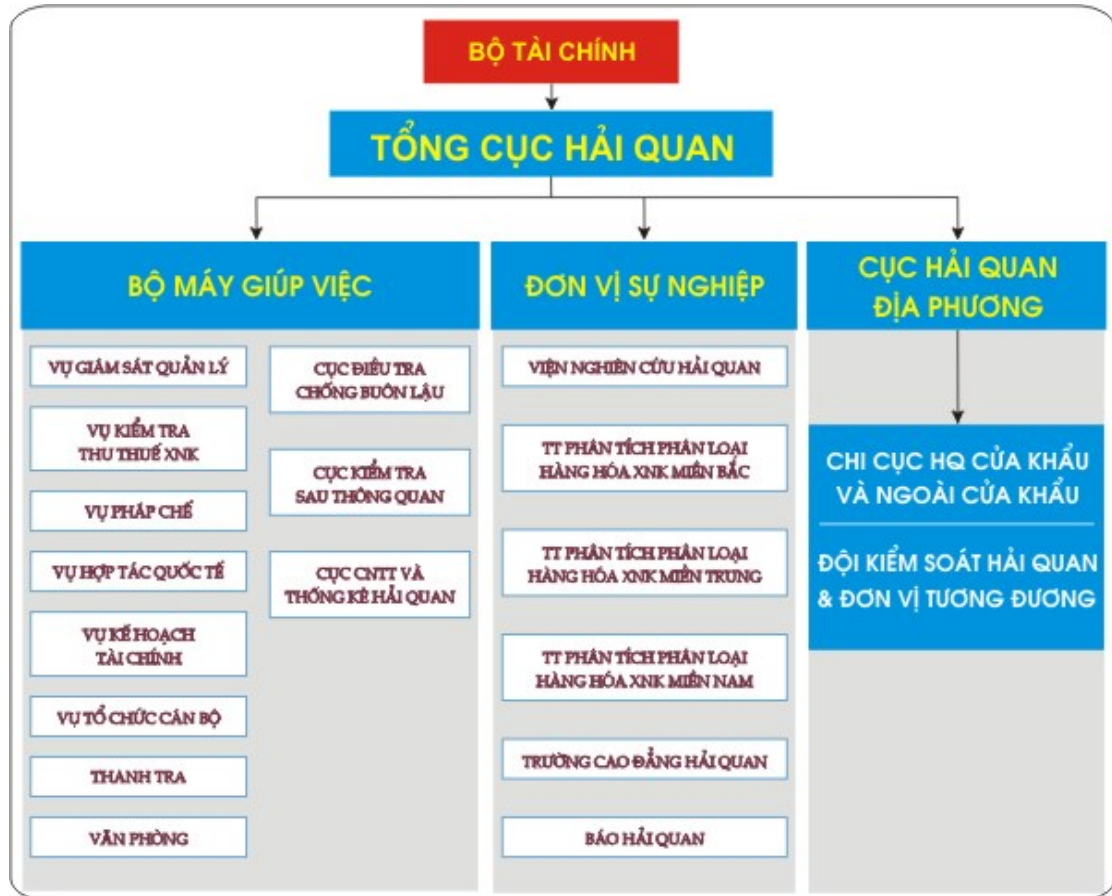 BỘ TÀI CHÍNH
TỔNG CỤC HẢI QUAN
BỘ MÁY GIÚP VIỆC
VỤ GIÁM SÁT QUẢN LÝ
VỤ KIỂM TRA
THU THUẾ XNK
VỤ PHÁP CHẾ
VỤ HỢP TÁC QUỐC TẾ
VỤ KẾ HOẠCH
TÀI CHÍNH
VỤ TỔ CHỨC CÁN BỘ
THANH TRA
VĂN PHÒNG
CỤC ĐIỀU TRA
CHỐNG BUÔN LẬU
CỤC KIỂM TRA
SAU THÔNG QUAN
CỤC CNTT VÀ
THỐNG KÊ HẢI QUAN
ĐƠN VỊ SỰ NGHIỆP
VIỆN NGHIÊN CỨU HẢI QUAN
TT PHÂN TÍCH PHÂN LOẠI
HÀNG HÓA XNK MIỀN BẮC
TT PHÂN TÍCH PHÂN LOẠI
HÀNG HÓA XNK MIỀN TRUNG
TT PHÂN TÍCH PHÂN LOẠI
HÀNG HÓA XNK MIỀN NAM
TRƯỜNG CAO ĐẲNG HẢI QUAN
BÁO HẢI QUAN
CỤC HẢI QUAN
ĐỊA PHƯƠNG
CHI CỤC HQ CỬA KHẨU
VÀ NGOÀI CỬA KHẨU
ĐỘI KIỂM SOÁT HẢI QUAN
& ĐƠN VỊ TƯƠNG ĐƯƠNG